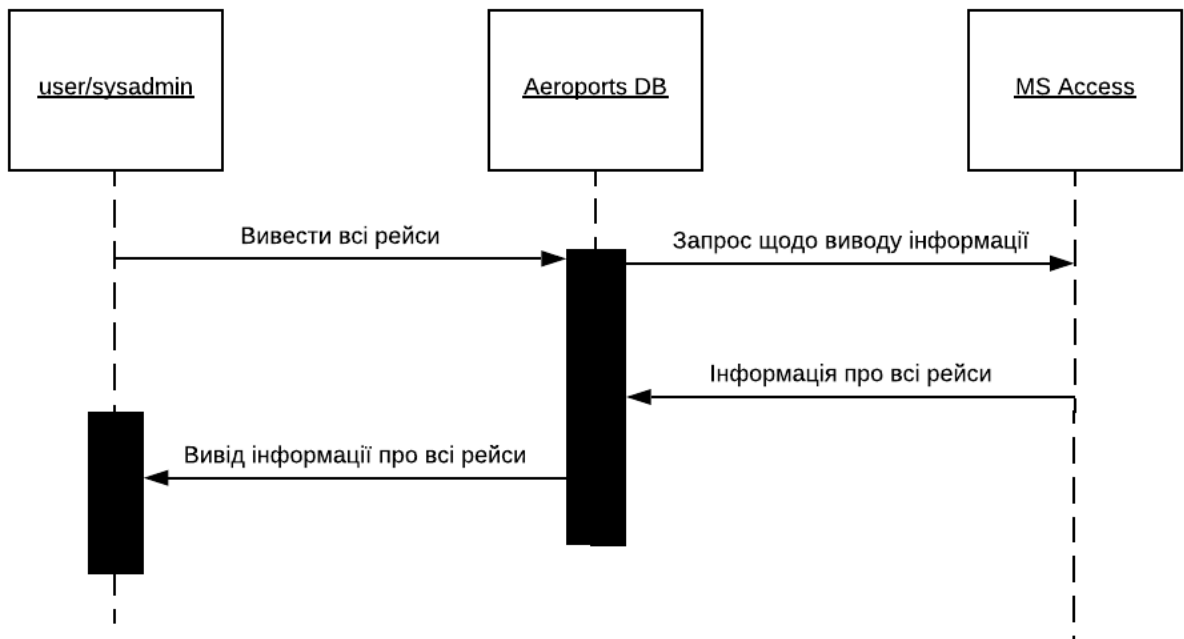 user/sysadmin
Aeroports DB
MS Access
Вивести всі рейси
Запрос щодо виводу інформації
Інформація про всі рейси
Вивід інформації про всі рейси